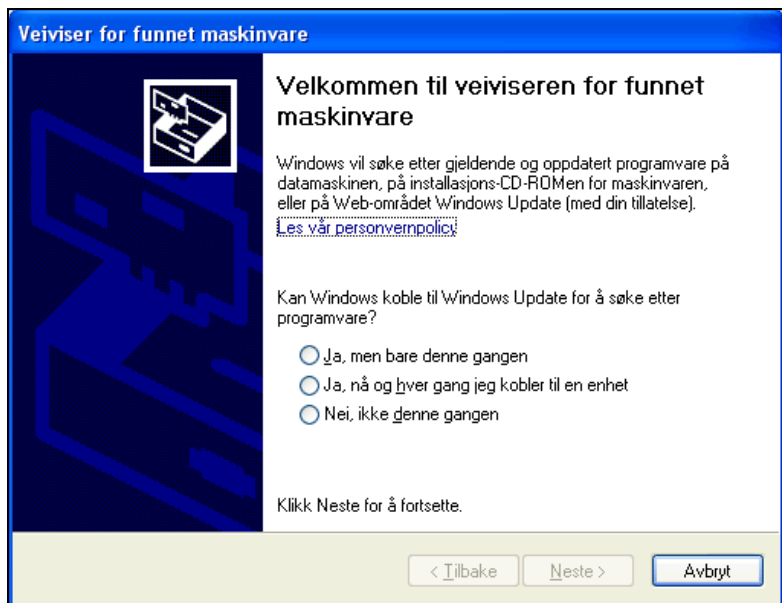 Veiviser for funnet maskinvare
Velkommen til veiviseren for funnet
maskinvare
Windows vil søke etter gjeldende og oppdatert programvare på
datamaskinen, på installasjons-CD-ROMen for maskinvaren,
eller på Web-området Windows Update (med din tillatelse).
Les vår personvernpolicy
Kan Windows koble til Windows Update for å søke etter
programvare?
Ja, men bare denne gangen
Ja, nå og hver gang jeg kobler til en enhet
Nei, ikke denne gangen
Klikk Neste for å fortsette.
< Tilbake
Neste >
Avbryt